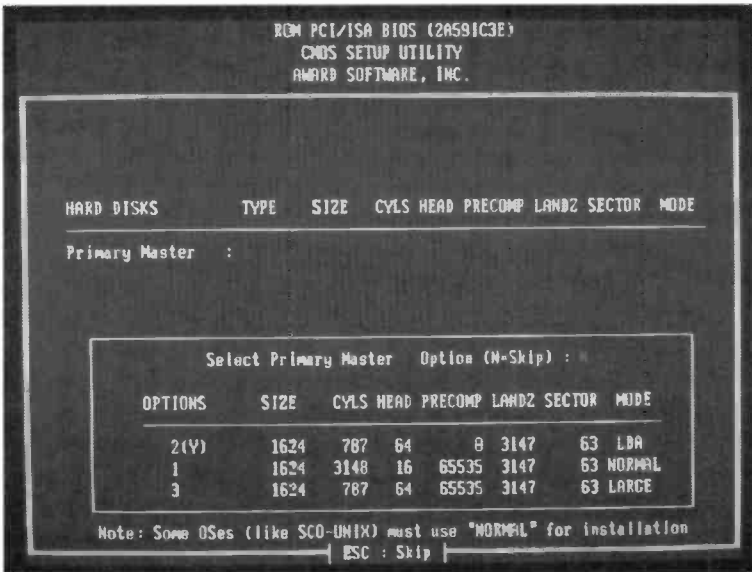 ROM PCI/ISA BIOS (2A59IC3E)
CMOS SETUP UTILITY
AWARD SOFTWARE, INC.
HARD DISKS TYPE SIZE CYLS HEAD PRECOMP LANDZ SECTOR MODE
Primary Master :
Select Primary Master Option (N=Skip) : N
OPTIONS SIZE CYLS HEAD PRECOMP LANDZ SECTOR MODE
2(Y) 1624 787 64 0 3147 63 LBA
1 1624 3148 16 65535 3147 63 NORMAL
3 1624 787 64 65535 3147 63 LARGE
Note: Some OSes (like SCO-UNIX) must use "NORMAL" for installation
ESC : Skip